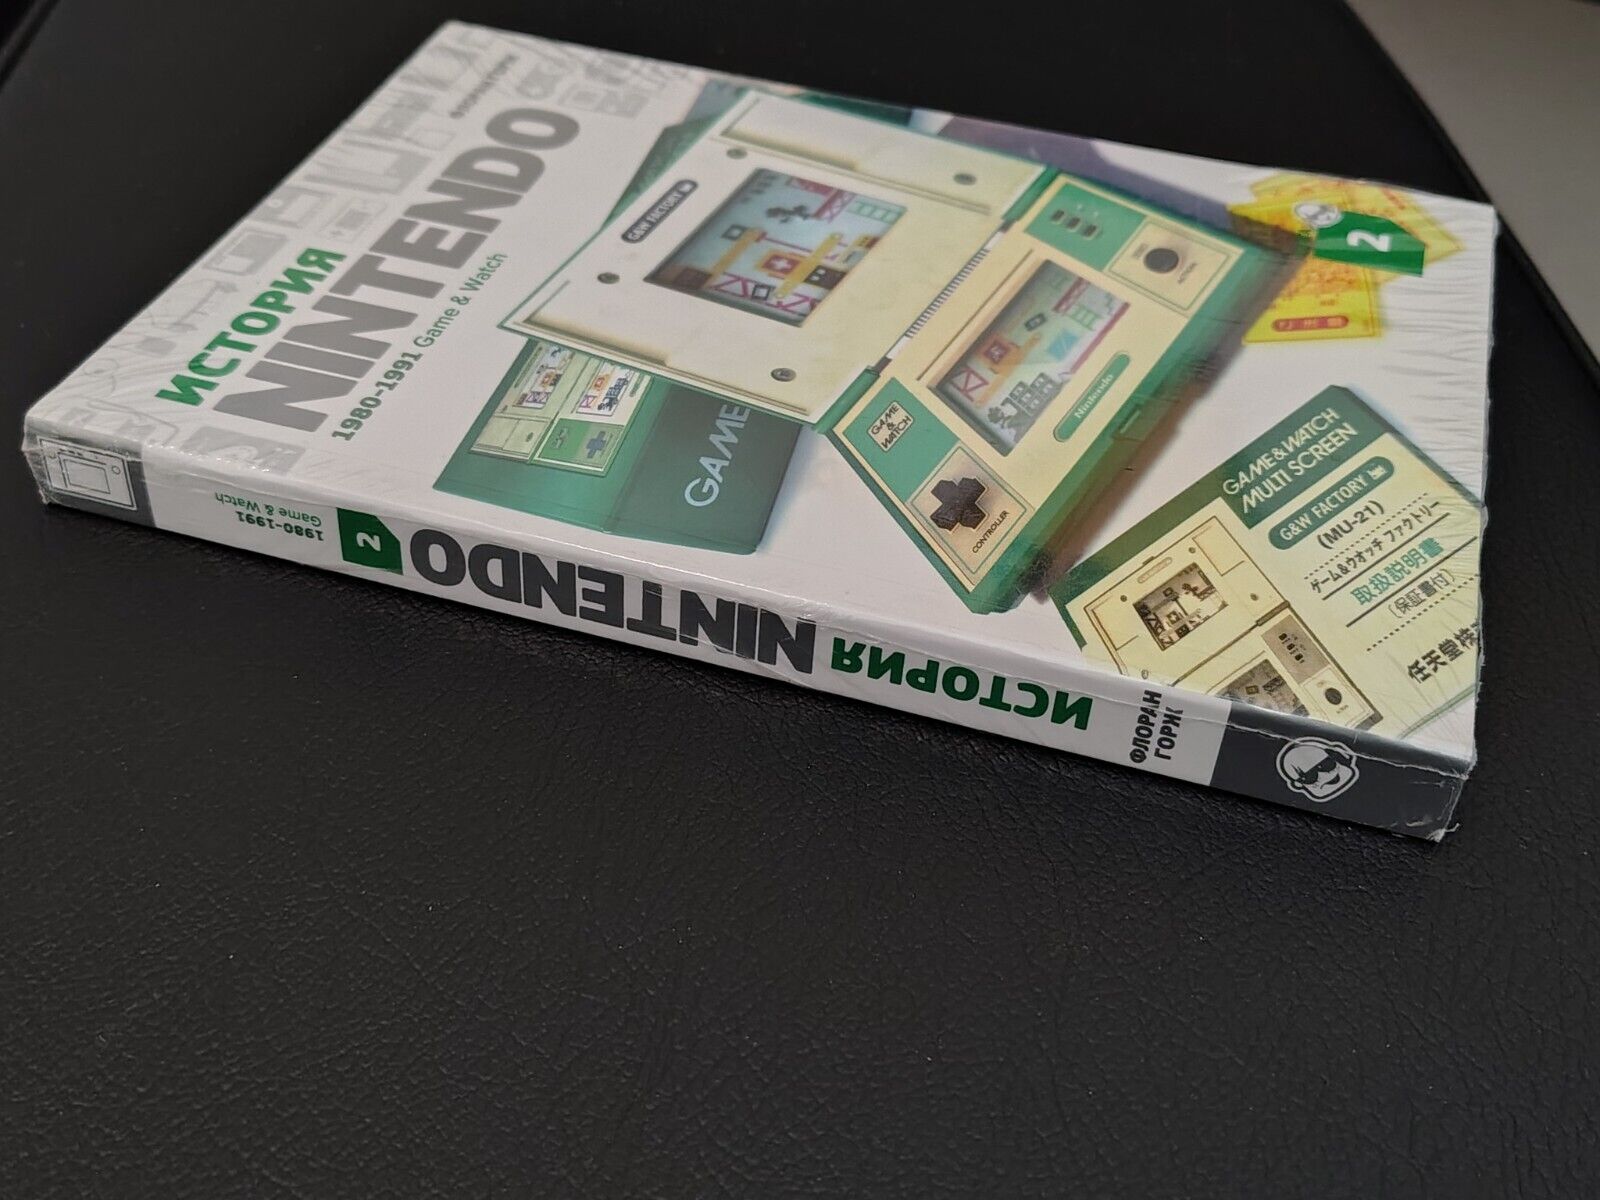 ИСТОРИЯ
NINTENDO
1980-1991 Game & Watch
2
G&W FACTORY
GAME
GAME
&
WATCH
Nintendo
CONTROLLER
ACTION
GAME & WATCH
MULTI SCREEN
G&W FACTORY
(MU-21)
ゲーム&ウオッチ ファクトリー
取扱説明書
(保証書付)
任天堂株
ФЛОРАН
ГОРЖ
ИСТОРИЯ NINTENDO 2
1980-1991
Game & Watch